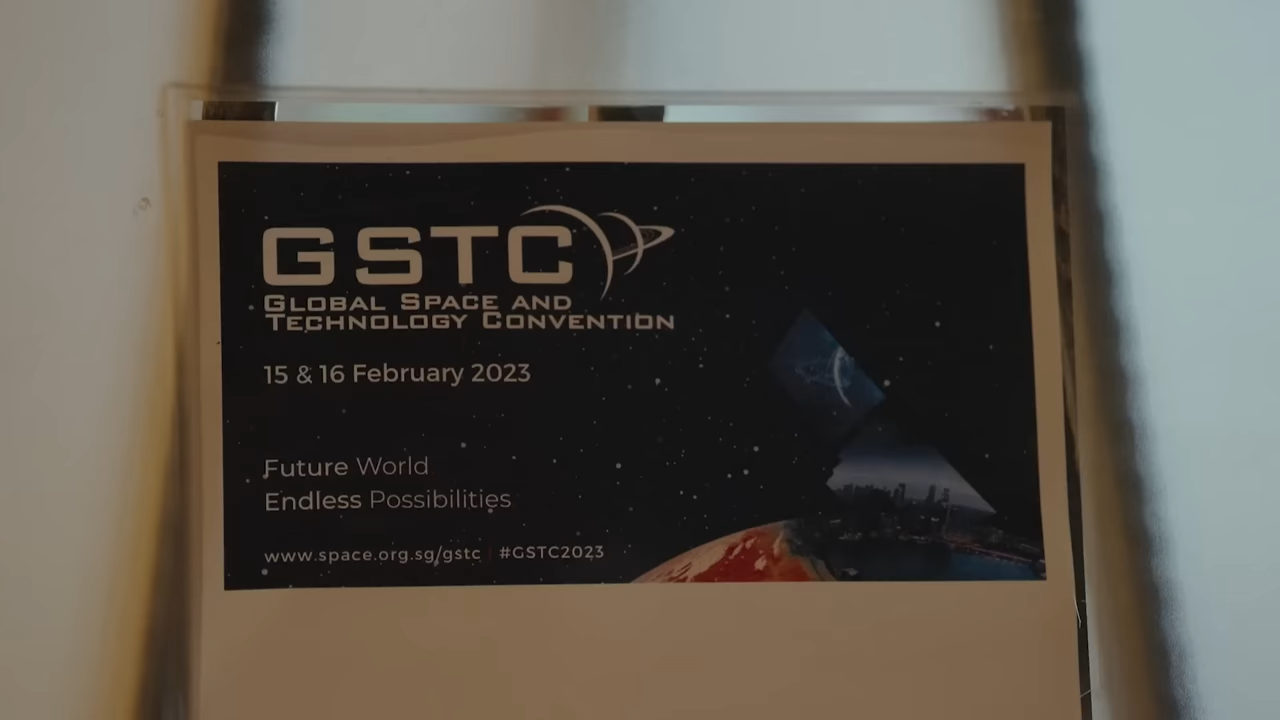 GSTC
GLOBAL SPACE AND
TECHNOLOGY CONVENTION
15 & 16 February 2023
Future World
Endless Possibilities
www.space.org.sg/gstc | #GSTC2023